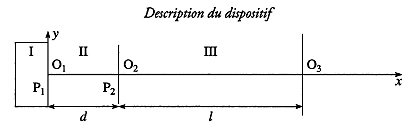 Description du dispositif
y
I II III
O1 O2 O3
x
P1 P2
d l